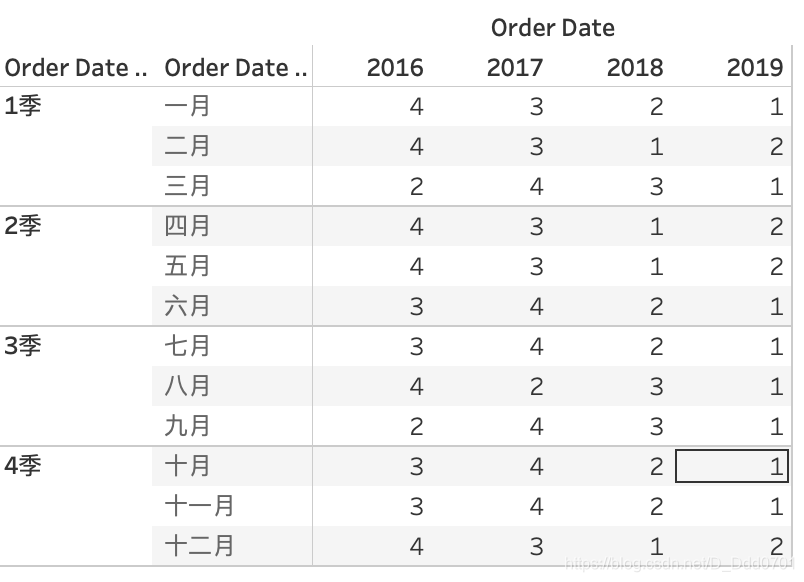 Order Date
Order Date .. Order Date .. 2016 2017 2018 2019
1季 一月 4 3 2 1
二月 4 3 1 2
三月 2 4 3 1
2季 四月 4 3 1 2
五月 4 3 1 2
六月 3 4 2 1
3季 七月 3 4 2 1
八月 4 2 3 1
九月 2 4 3 1
4季 十月 3 4 2 1
十一月 3 4 2 1
十二月 4 3 1 2
https://blog.csdn.net/D_Ddd0701